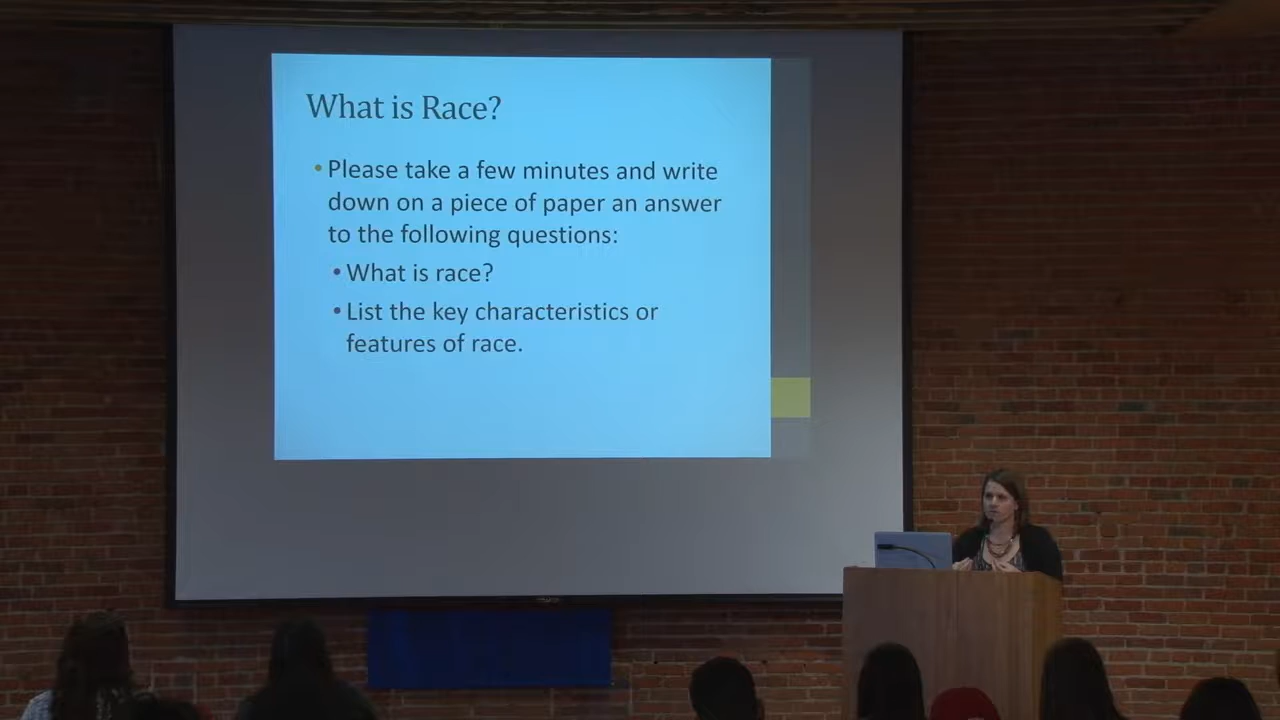 What is Race?
• Please take a few minutes and write
down on a piece of paper an answer
to the following questions:
• What is race?
• List the key characteristics or
features of race.